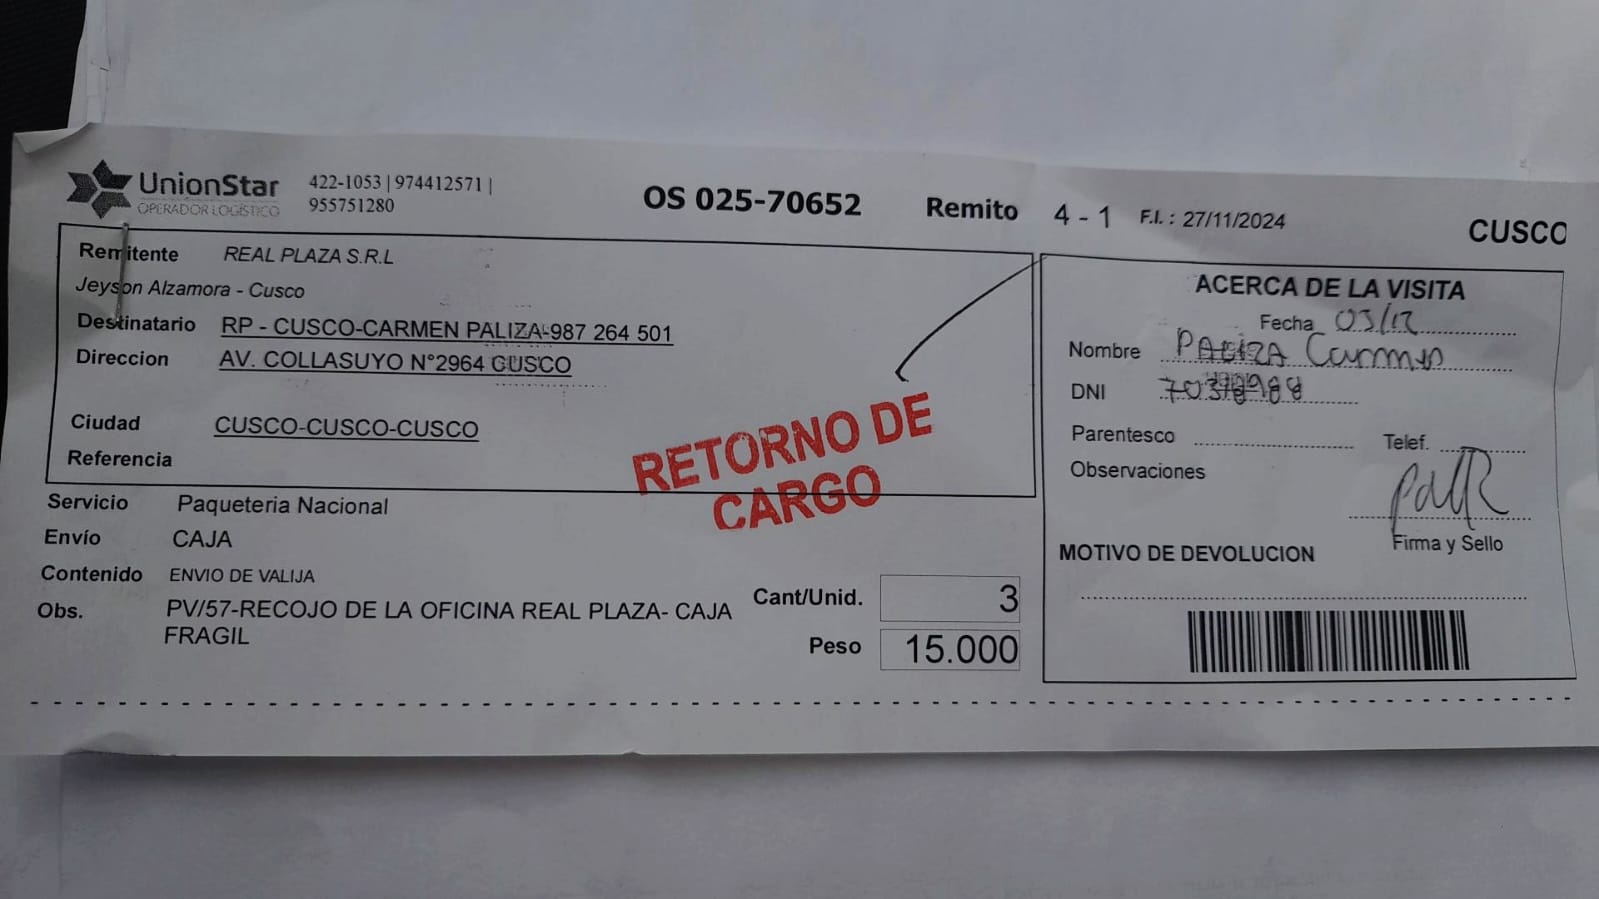 UnionStar
OPERADOR LOGÍSTICO
422-1053 | 974412571 |
955751280
OS 025-70652
Remito 4 - 1
F.I. : 27/11/2024
CUSCO
Remitente REAL PLAZA S.R.L
Jeyson Alzamora - Cusco
Destinatario RP - CUSCO-CARMEN PALIZA-987 264 501
Direccion AV. COLLASUYO N°2964 CUSCO
Ciudad CUSCO-CUSCO-CUSCO
Referencia
RETORNO DE
CARGO
Servicio Paqueteria Nacional
Envío CAJA
Contenido ENVIO DE VALIJA
Obs. PV/57-RECOJO DE LA OFICINA REAL PLAZA- CAJA
FRAGIL
Cant/Unid. 3
Peso 15.000
ACERCA DE LA VISITA
Fecha 03/12
Nombre PALIZA Carmen
DNI
Parentesco
Telef.
Observaciones
Firma y Sello
MOTIVO DE DEVOLUCION